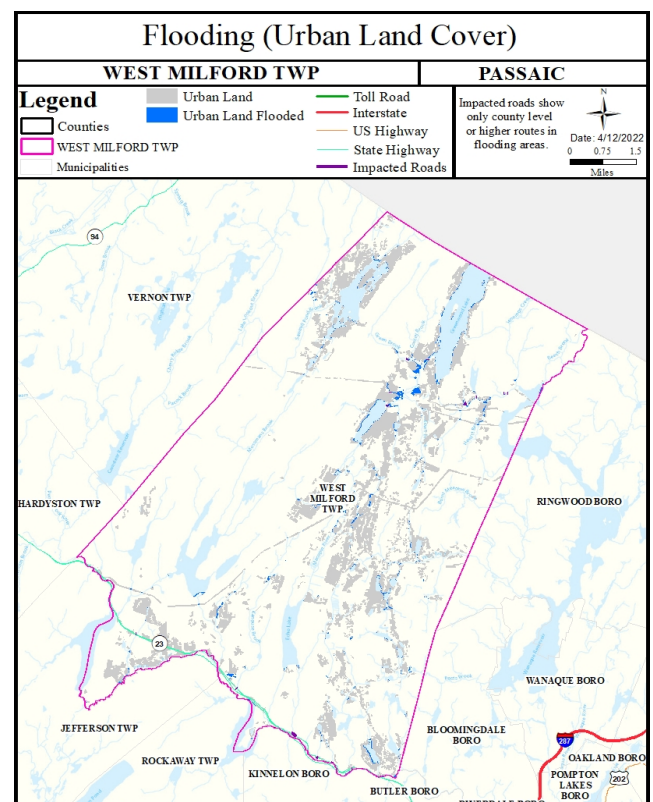 Flooding (Urban Land Cover)
WEST MILFORD TWP
PASSAIC
Legend
Counties
WEST MILFORD TWP
Municipalities
Urban Land
Urban Land Flooded
Toll Road
Interstate
US Highway
State Highway
Impacted Roads
Impacted roads show
only county level
or higher routes in
flooding areas.
N
Date: 4/12/2022
0 0.75 1.5
Miles
94
VERNON TWP
HARDYSTON TWP
WEST
MILFORD
TWP
RINGWOOD BORO
23
WANAQUE BORO
JEFFERSON TWP
BLOOMINGDALE
BORO
ROCKAWAY TWP
287
OAKLAND BORO
KINNELON BORO
POMPTON
LAKES
BORO
202
BUTLER BORO
RIVERDALE BORO